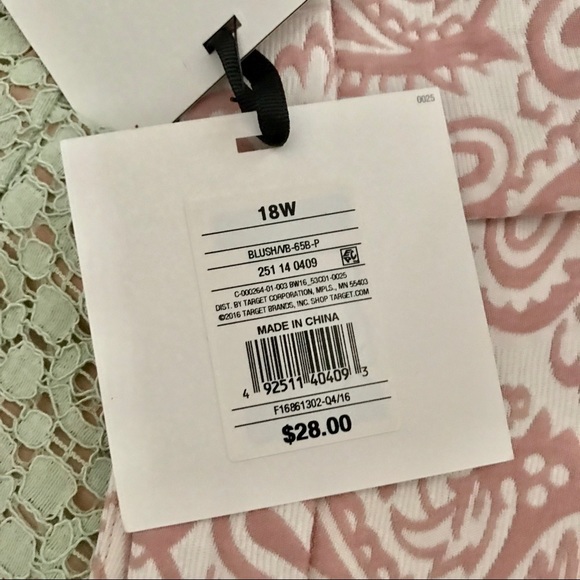 0025
18W
BLUSH/VB-65B-P
251 14 0409
C-000264-01-003 BW16_53C01-0025
DIST. BY TARGET CORPORATION, MPLS., MN 55403
©2016 TARGET BRANDS, INC. SHOP TARGET.COM
MADE IN CHINA
4 92511 40409 3
F16861302-Q4/16
$28.00